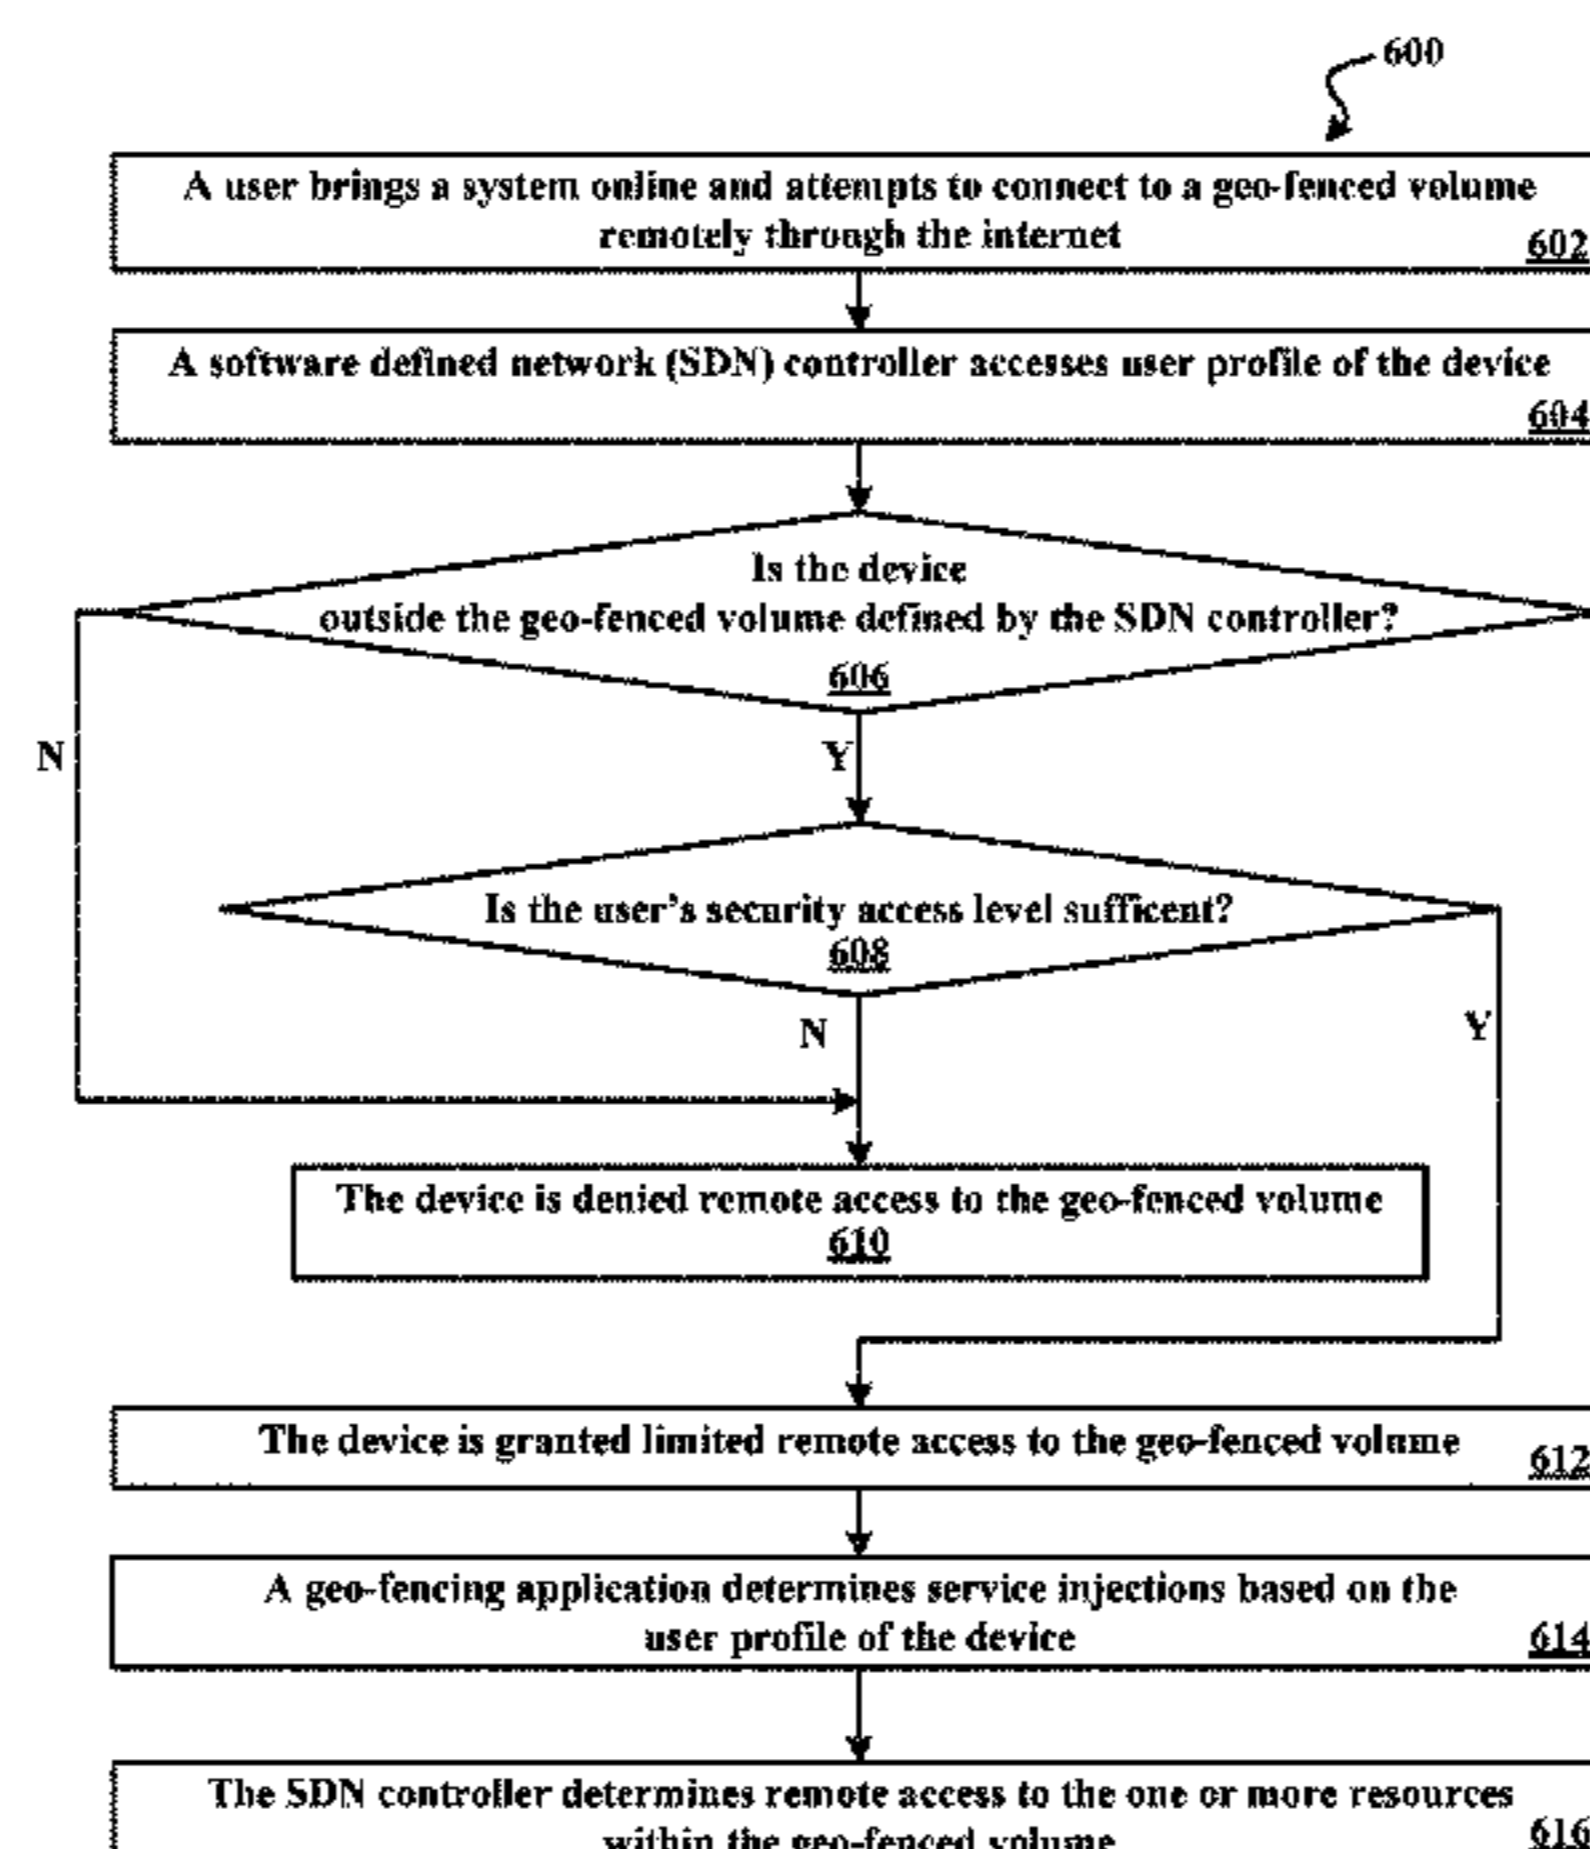 600
A user brings a system online and attempts to connect to a geo-fenced volume
remotely through the internet
602
A software defined network (SDN) controller accesses user profile of the device
604
Is the device
outside the geo-fenced volume defined by the SDN controller?
606
N
Y
Is the user's security access level sufficent?
608
N
Y
The device is denied remote access to the geo-fenced volume
610
The device is granted limited remote access to the geo-fenced volume
612
A geo-fencing application determines service injections based on the
user profile of the device
614
The SDN controller determines remote access to the one or more resources
within the geo-fenced volume
616